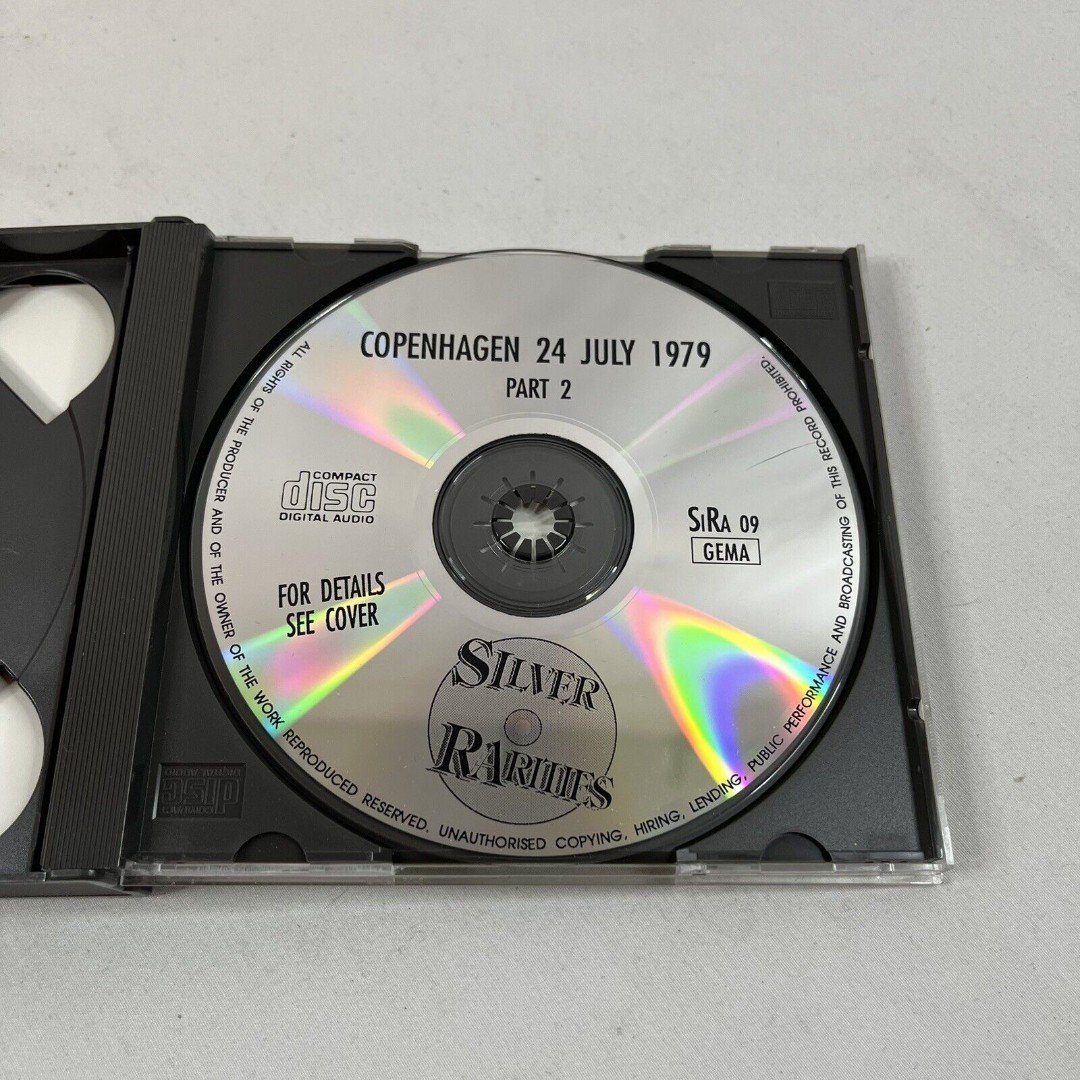 COPENHAGEN 24 JULY 1979
PART 2
COMPACT
disc
DIGITAL AUDIO
SIRA 09
GEMA
FOR DETAILS
SEE COVER
SILVER
RARITIES
ALL RIGHTS OF THE PRODUCER AND OF THE OWNER OF THE WORK REPRODUCED RESERVED. UNAUTHORISED COPYING, HIRING, LENDING, PUBLIC PERFORMANCE AND BROADCASTING OF THIS RECORD PROHIBITED.